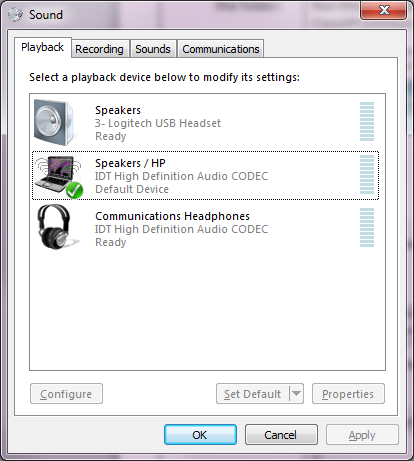 Sound
Playback
Recording
Sounds
Communications
Select a playback device below to modify its settings:
Speakers
3- Logitech USB Headset
Ready
Speakers / HP
IDT High Definition Audio CODEC
Default Device
Communications Headphones
IDT High Definition Audio CODEC
Ready
Configure
Set Default
Properties
OK
Cancel
Apply